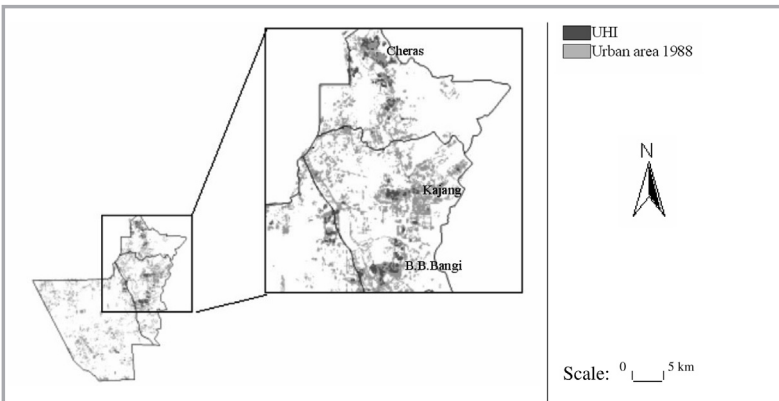 Cheras
Kajang
B.B.Bangi
UHI
Urban area 1988
N
Scale: 0 5 km